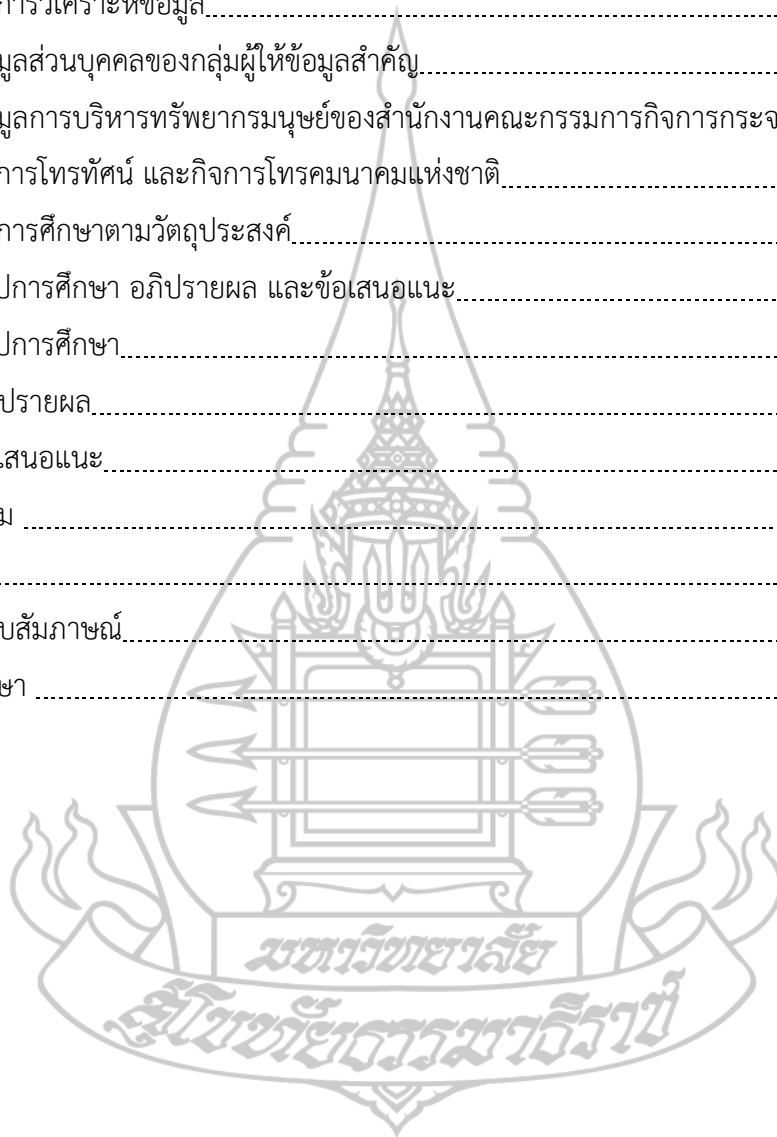 การวิเคราะห์ข้อมูล
มูลส่วนบุคคลของกลุ่มผู้ให้ข้อมูลสำคัญ
มูลการบริหารทรัพยากรมนุษย์ของสำนักงานคณะกรรมการกิจการกระจ
การโทรทัศน์ และกิจการโทรคมนาคมแห่งชาติ
การศึกษาตามวัตถุประสงค์
ปการศึกษา อภิปรายผล และข้อเสนอแนะ
ปการศึกษา
ปรายผล
เสนอแนะ
ม
บสัมภาษณ์
ษา
มหาวิทยาลัย
สุโขทัยธรรมาธิราช